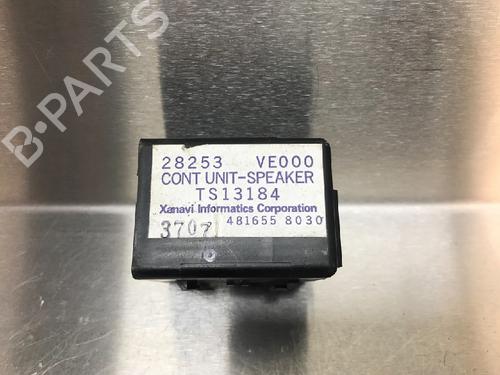 B-PARTS
28253 VE000
CONT UNIT-SPEAKER
TS13184
Xanavi Informatics Corporation
3707 481655 8030